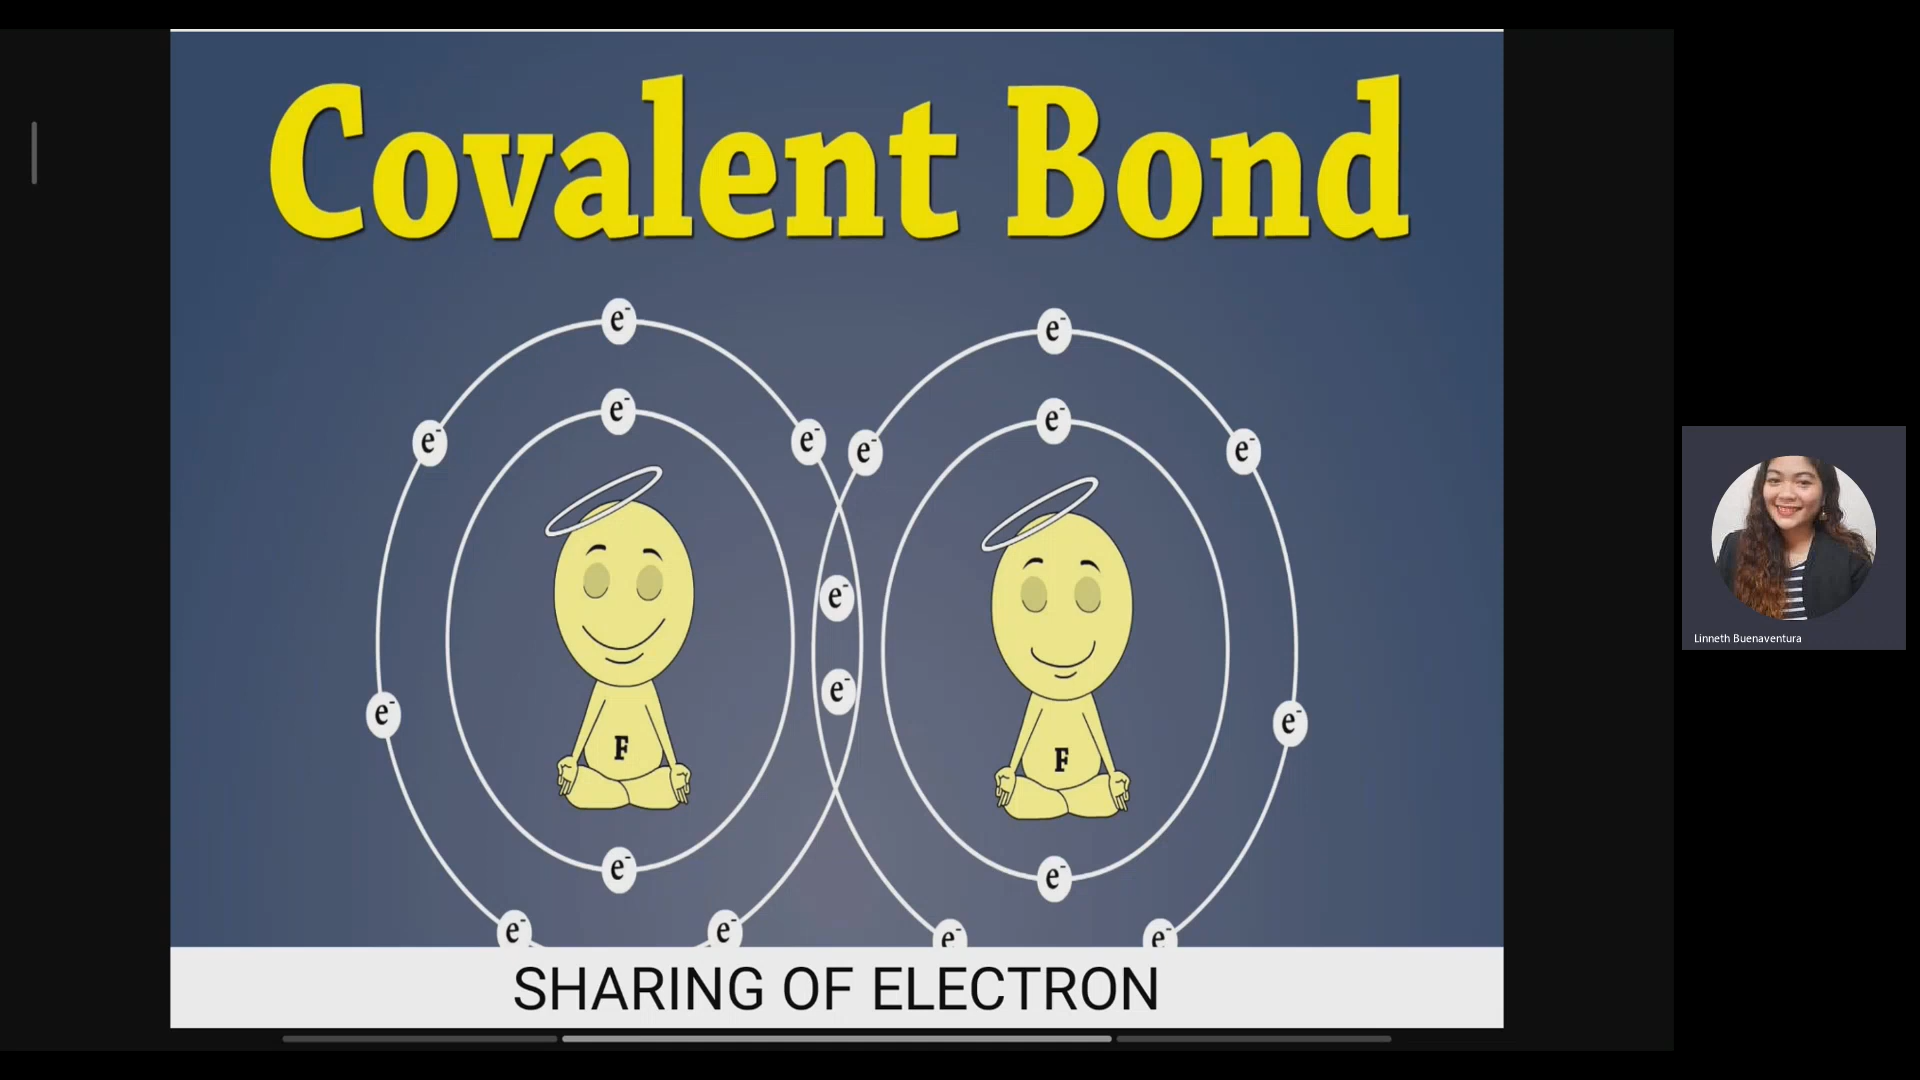 Covalent Bond
e⁻
e⁻
e⁻
e⁻
e⁻
e⁻
e⁻
e⁻
e⁻
e⁻
e⁻
Linneth Buenaventura
e⁻
e⁻
e⁻
F
F
e⁻
e⁻
e⁻
e⁻
e⁻
e⁻
SHARING OF ELECTRON